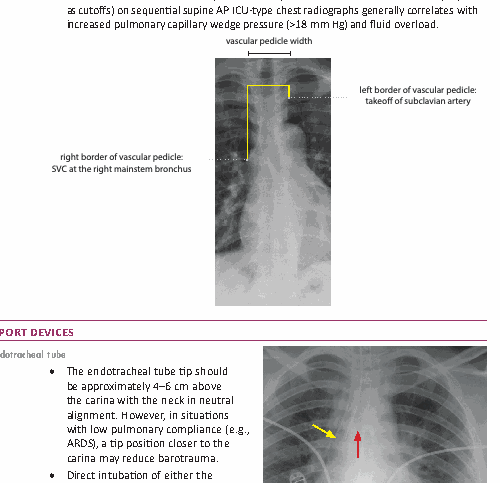 as cutoffs) on sequential supine AP ICU-type chest radiographs generally correlates with
increased pulmonary capillary wedge pressure (>18 mm Hg) and fluid overload.
vascular pedicle width
left border of vascular pedicle:
takeoff of subclavian artery
right border of vascular pedicle:
SVC at the right mainstem bronchus
PORT DEVICES
dotracheal tube
• The endotracheal tube tip should
be approximately 4–6 cm above
the carina with the neck in neutral
alignment. However, in situations
with low pulmonary compliance (e.g.,
ARDS), a tip position closer to the
carina may reduce barotrauma.
• Direct intubation of either the